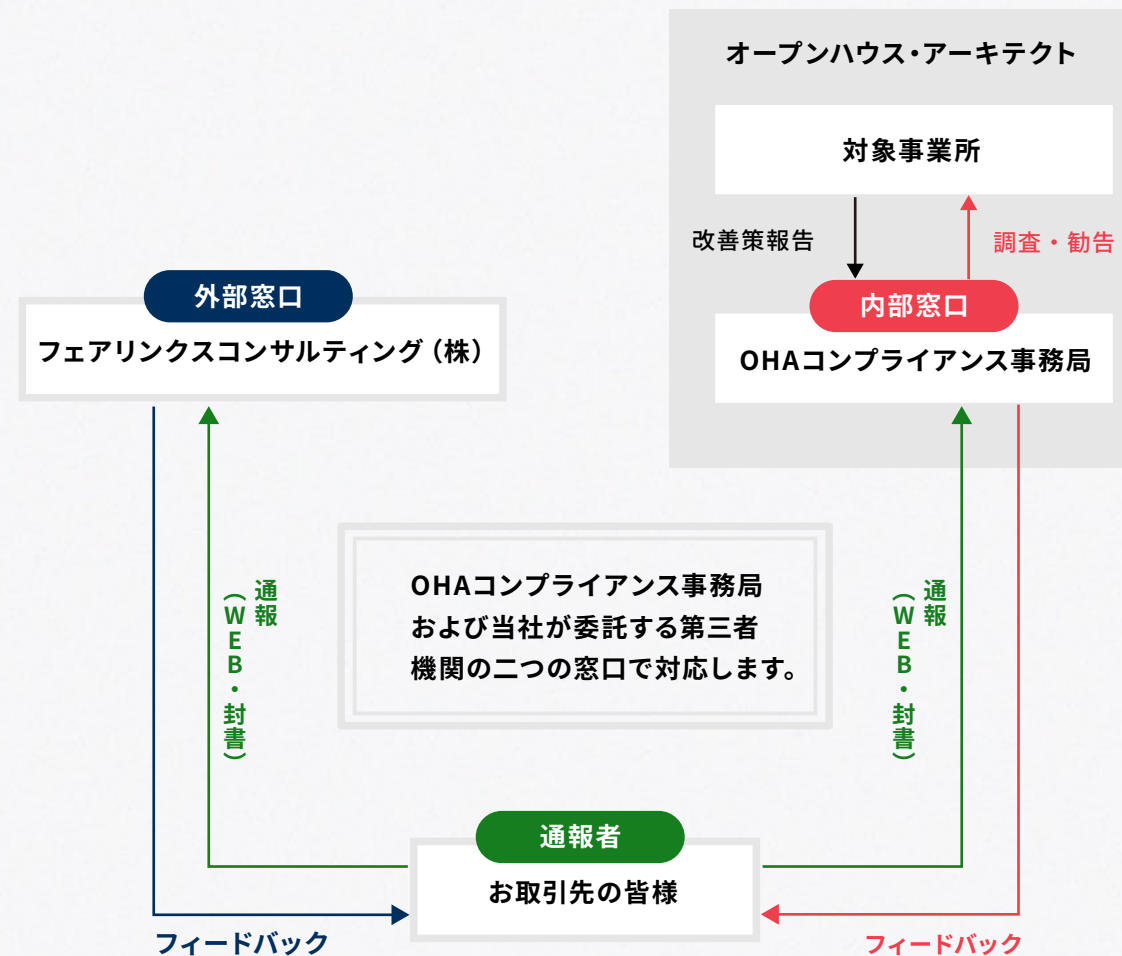 オープンハウス・アーキテクト
対象事業所
改善策報告
調査・勧告
外部窓口
フェアリンクスコンサルティング（株）
内部窓口
OHAコンプライアンス事務局
通報
（WEB・封書）
OHAコンプライアンス事務局
および当社が委託する第三者
機関の二つの窓口で対応します。
通報
（WEB・封書）
通報者
お取引先の皆様
フィードバック
フィードバック